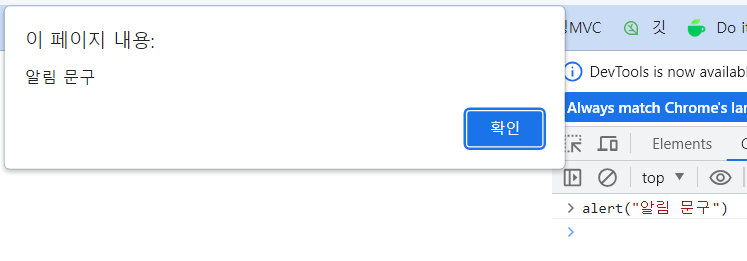 이 페이지 내용:
알림 문구
확인
MVC
깃
Do it
DevTools is now availab
Always match Chrome's lan
Elements
top
> alert("알림 문구")
>